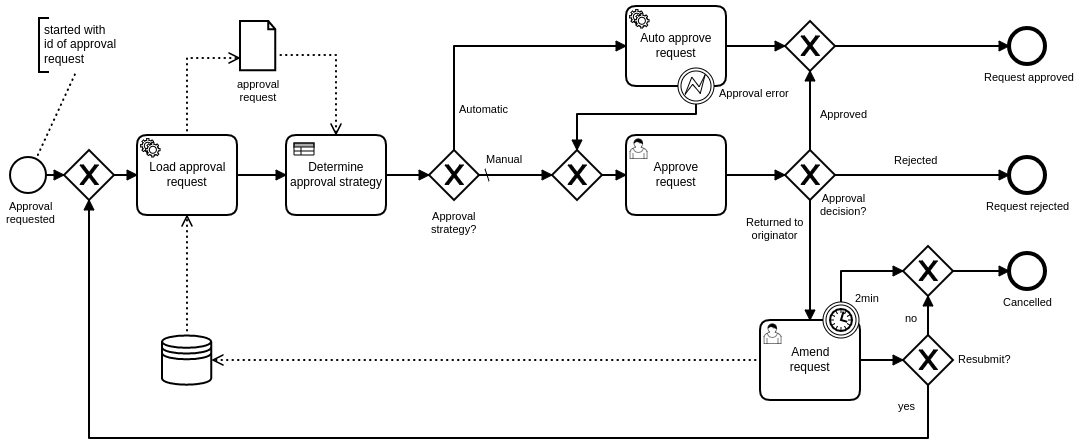 started with
id of approval
request
approval
request
Auto approve
request
Approval error
Request approved
Automatic
Approved
Approval
requested
Load approval
request
Determine
approval strategy
Manual
Approval
strategy?
Approve
request
Rejected
Request rejected
Approval
decision?
Returned to
originator
2min
Cancelled
no
Amend
request
Resubmit?
yes